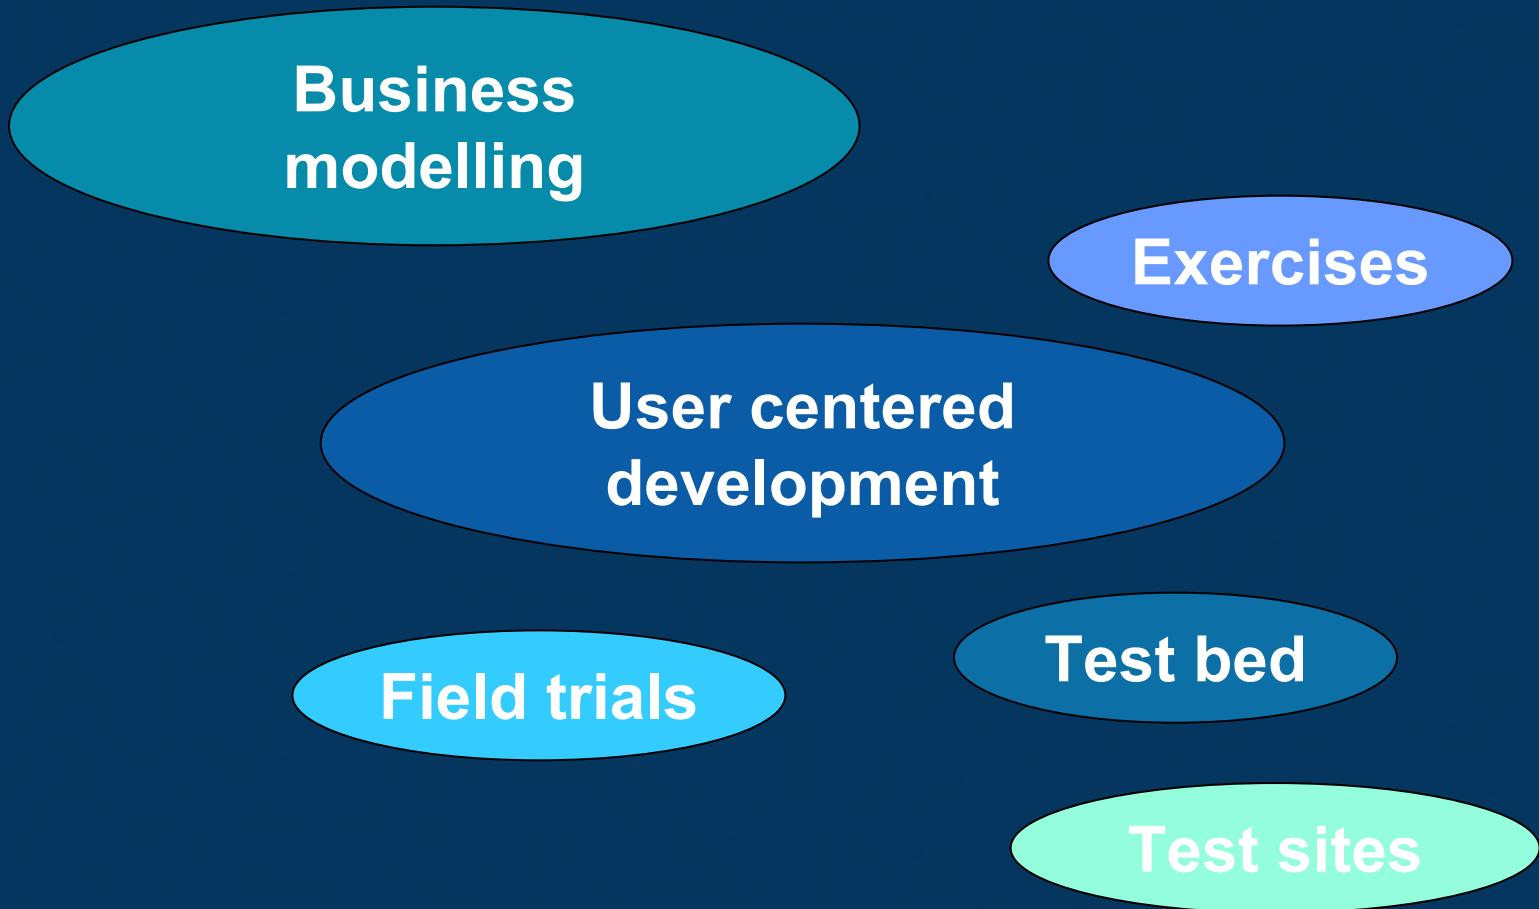 Business
modelling
Exercises
User centered
development
Test bed
Field trials
Test sites